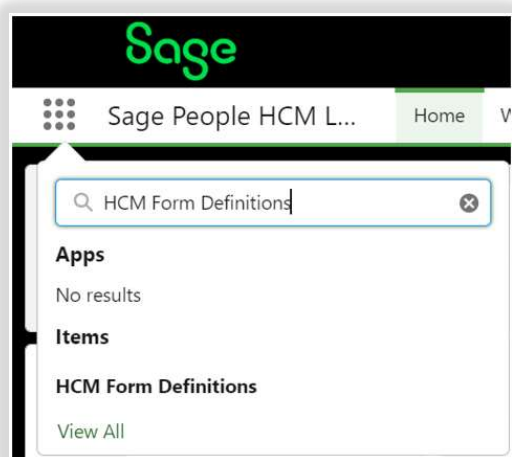 Sage
Sage People HCM L... Home
HCM Form Definitions
Apps
No results
Items
HCM Form Definitions
View All